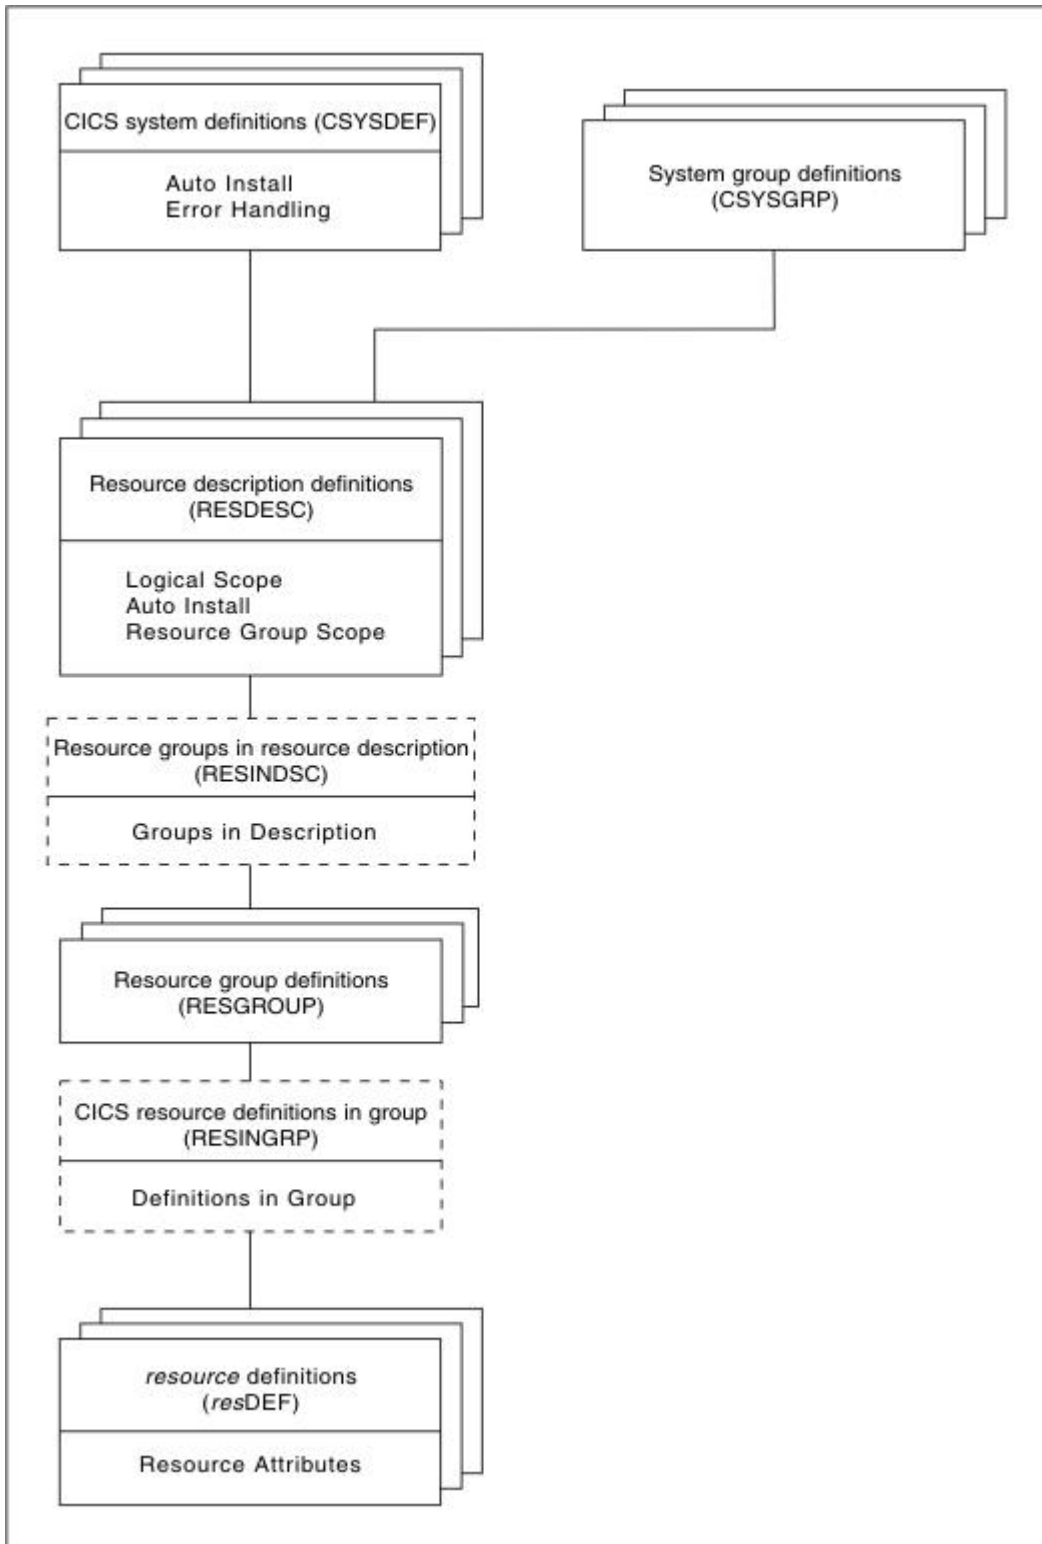 CICS system definitions (CSYSDEF)
Auto Install
Error Handling
System group definitions
(CSYSGRP)
Resource description definitions
(RESDESC)
Logical Scope
Auto Install
Resource Group Scope
Resource groups in resource description
(RESINDSC)
Groups in Description
Resource group definitions
(RESGROUP)
CICS resource definitions in group
(RESINGRP)
Definitions in Group
resource definitions
(resDEF)
Resource Attributes